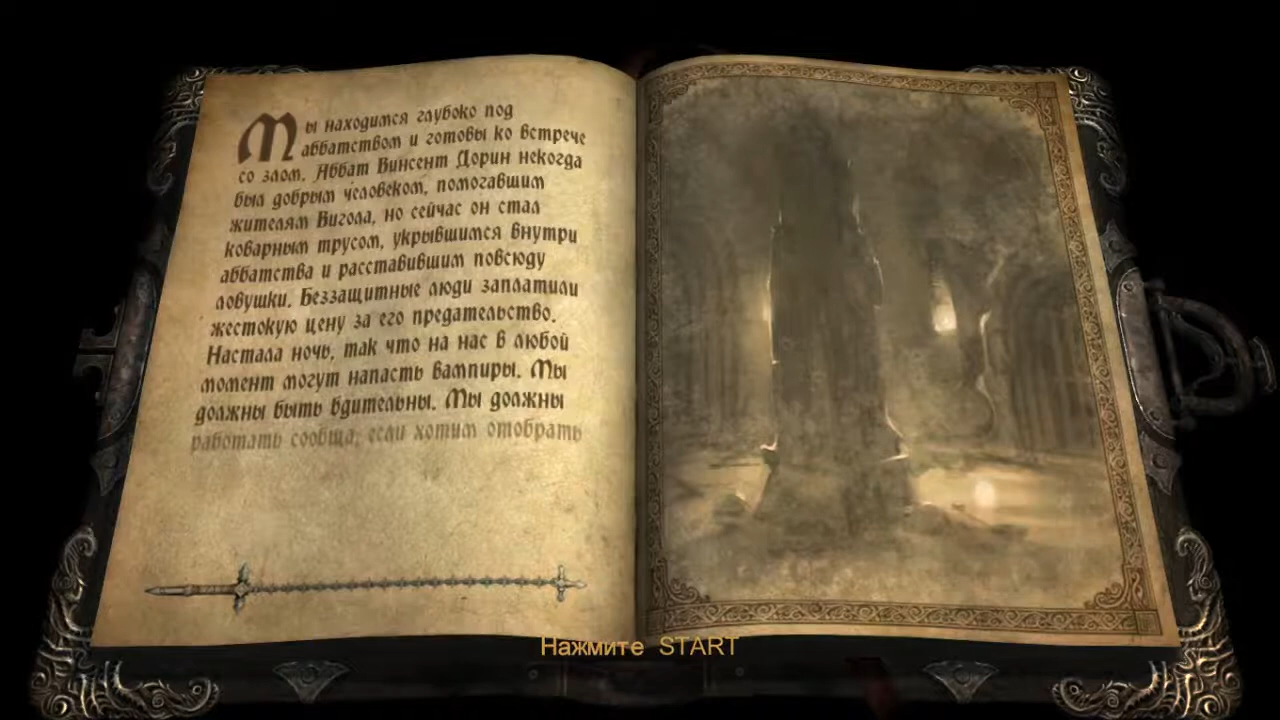 Мы находимся глубоко под
аббатством и готовы ко встрече
со злом. Аббат Винсент Дорин некогда
был добрым человеком, помогавшим
жителям Вигола, но сейчас он стал
коварным трусом, укрывшимся внутри
аббатства и расставившим повсюду
ловушки. Беззащитные люди заплатили
жестокую цену за его предательство.
Настала ночь, так что на нас в любой
момент могут напасть вампиры. Мы
должны быть бдительны. Мы должны
работать сообща, если хотим отобрать
Нажмите START